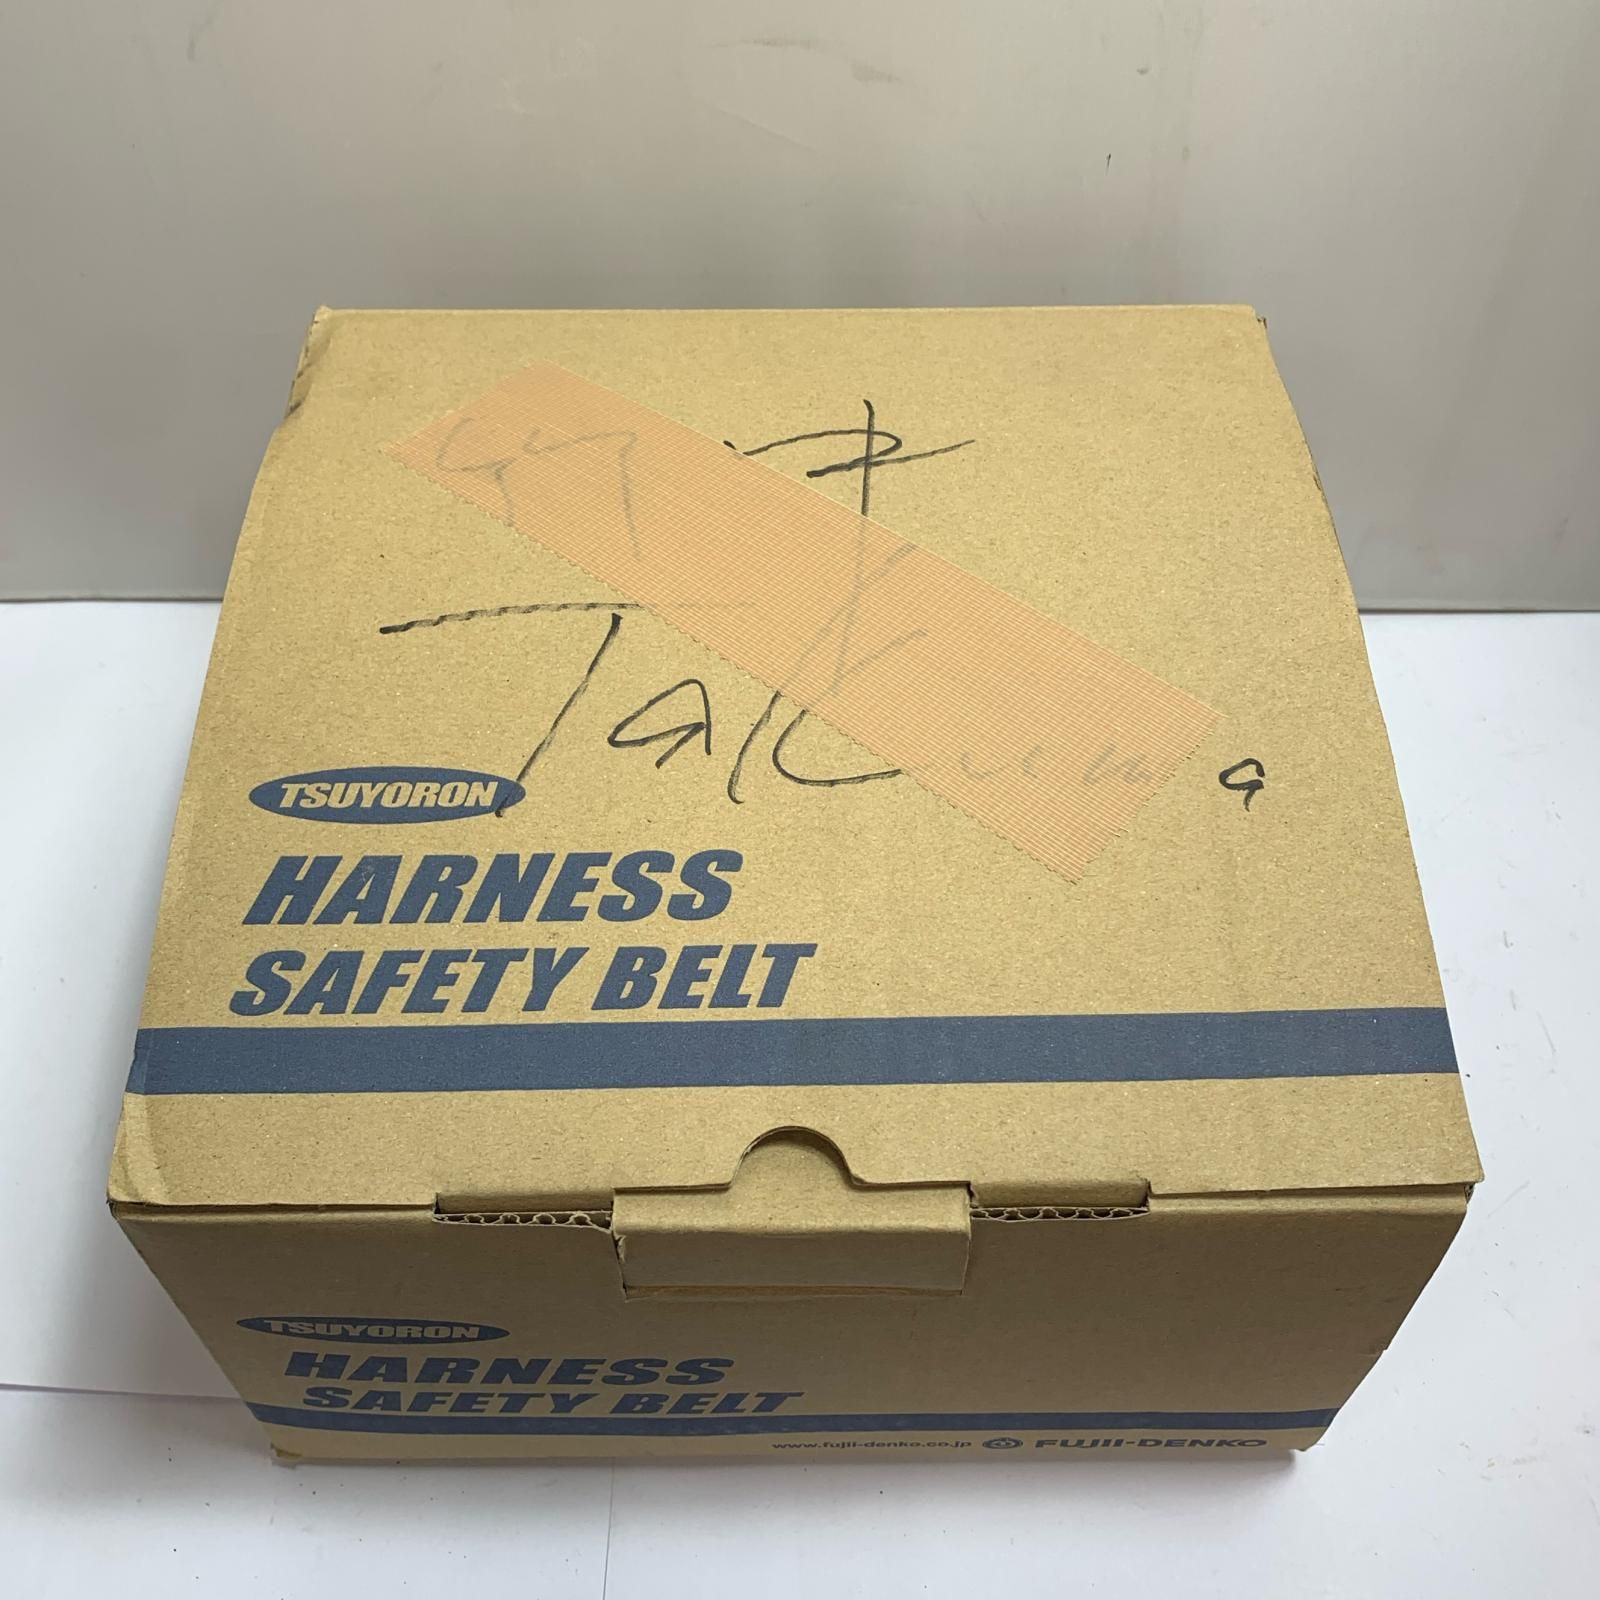 TSUYORON
HARNESS
SAFETY BELT
TSUYORON
HARNESS
SAFETY BELT
www.fujii-denko.co.jp FUJII-DENKO